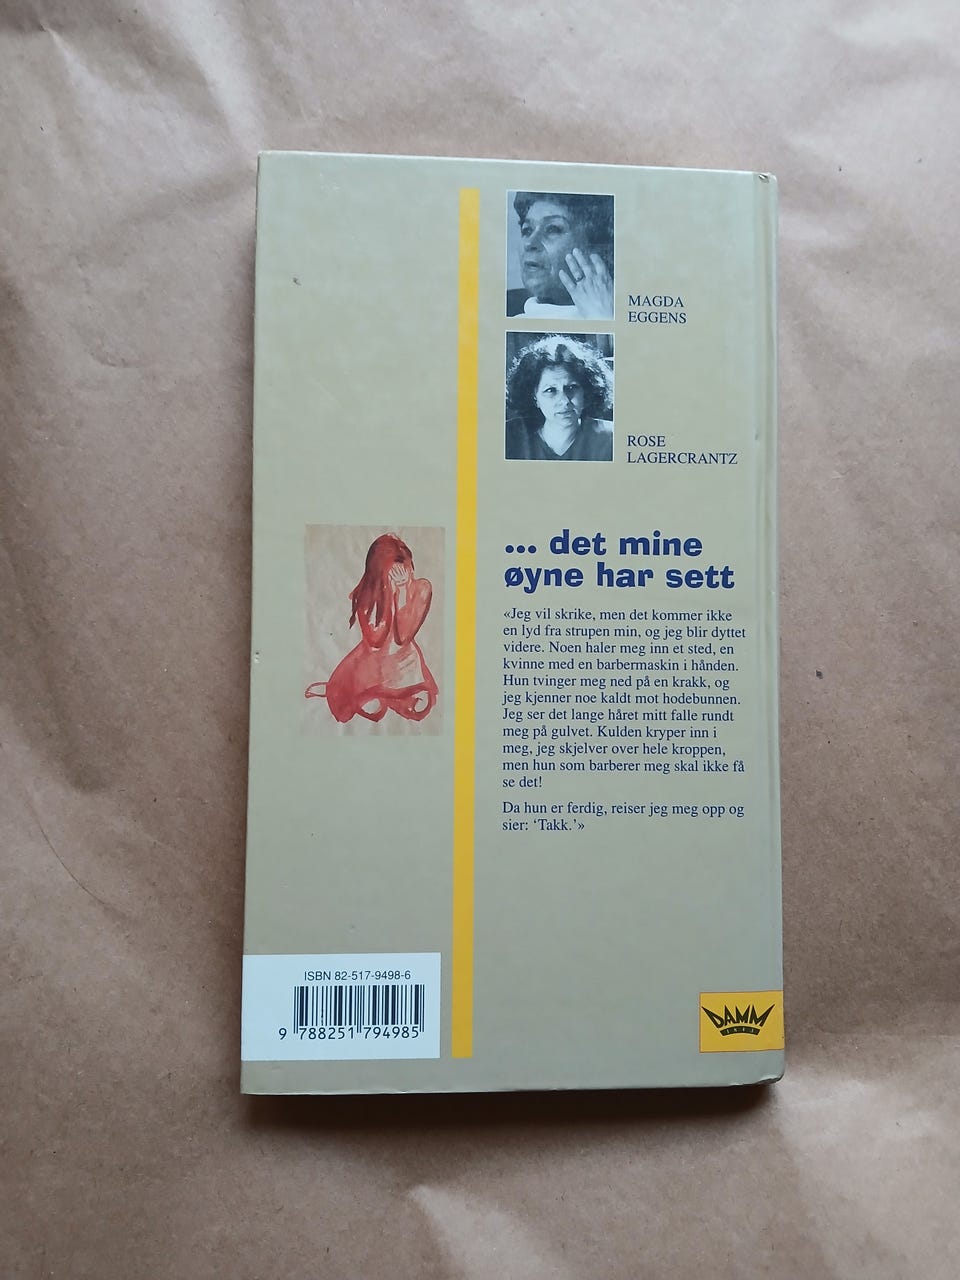 MAGDA
EGGENS
ROSE
LAGERCRANTZ
... det mine
øyne har sett
«Jeg vil skrike, men det kommer ikke
en lyd fra strupen min, og jeg blir dyttet
videre. Noen haler meg inn et sted, en
kvinne med en barbermaskin i hånden.
Hun tvinger meg ned på en krakk, og
jeg kjenner noe kaldt mot hodebunnen.
Jeg ser det lange håret mitt falle rundt
meg på gulvet. Kulden kryper inn i
meg, jeg skjelver over hele kroppen,
men hun som barberer meg skal ikke få
se det!
Da hun er ferdig, reiser jeg meg opp og
sier: ‘Takk.’»
ISBN 82-517-9498-6
9 788251 794985
DAMM